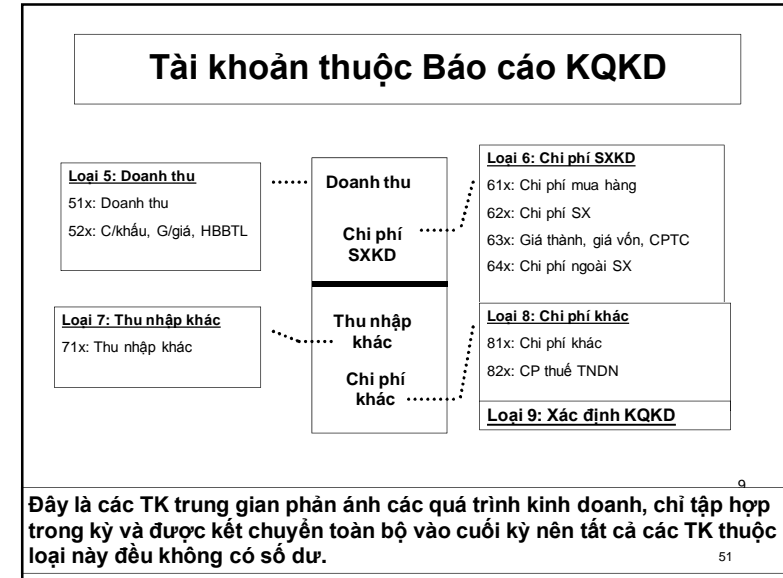 Tài khoản thuộc Báo cáo KQKD
Loại 5: Doanh thu
51x: Doanh thu
52x: C/khấu, G/giá, HBBTL
Doanh thu
Chi phí
SXKD
Loại 6: Chi phí SXKD
61x: Chi phí mua hàng
62x: Chi phí SX
63x: Giá thành, giá vốn, CPTC
64x: Chi phí ngoài SX
Loại 7: Thu nhập khác
71x: Thu nhập khác
Thu nhập
khác
Chi phí
khác
Loại 8: Chi phí khác
81x: Chi phí khác
82x: CP thuế TNDN
Loại 9: Xác định KQKD
9
Đây là các TK trung gian phản ánh các quá trình kinh doanh, chỉ tập hợp
trong kỳ và được kết chuyển toàn bộ vào cuối kỳ nên tất cả các TK thuộc
loại này đều không có số dư.
51